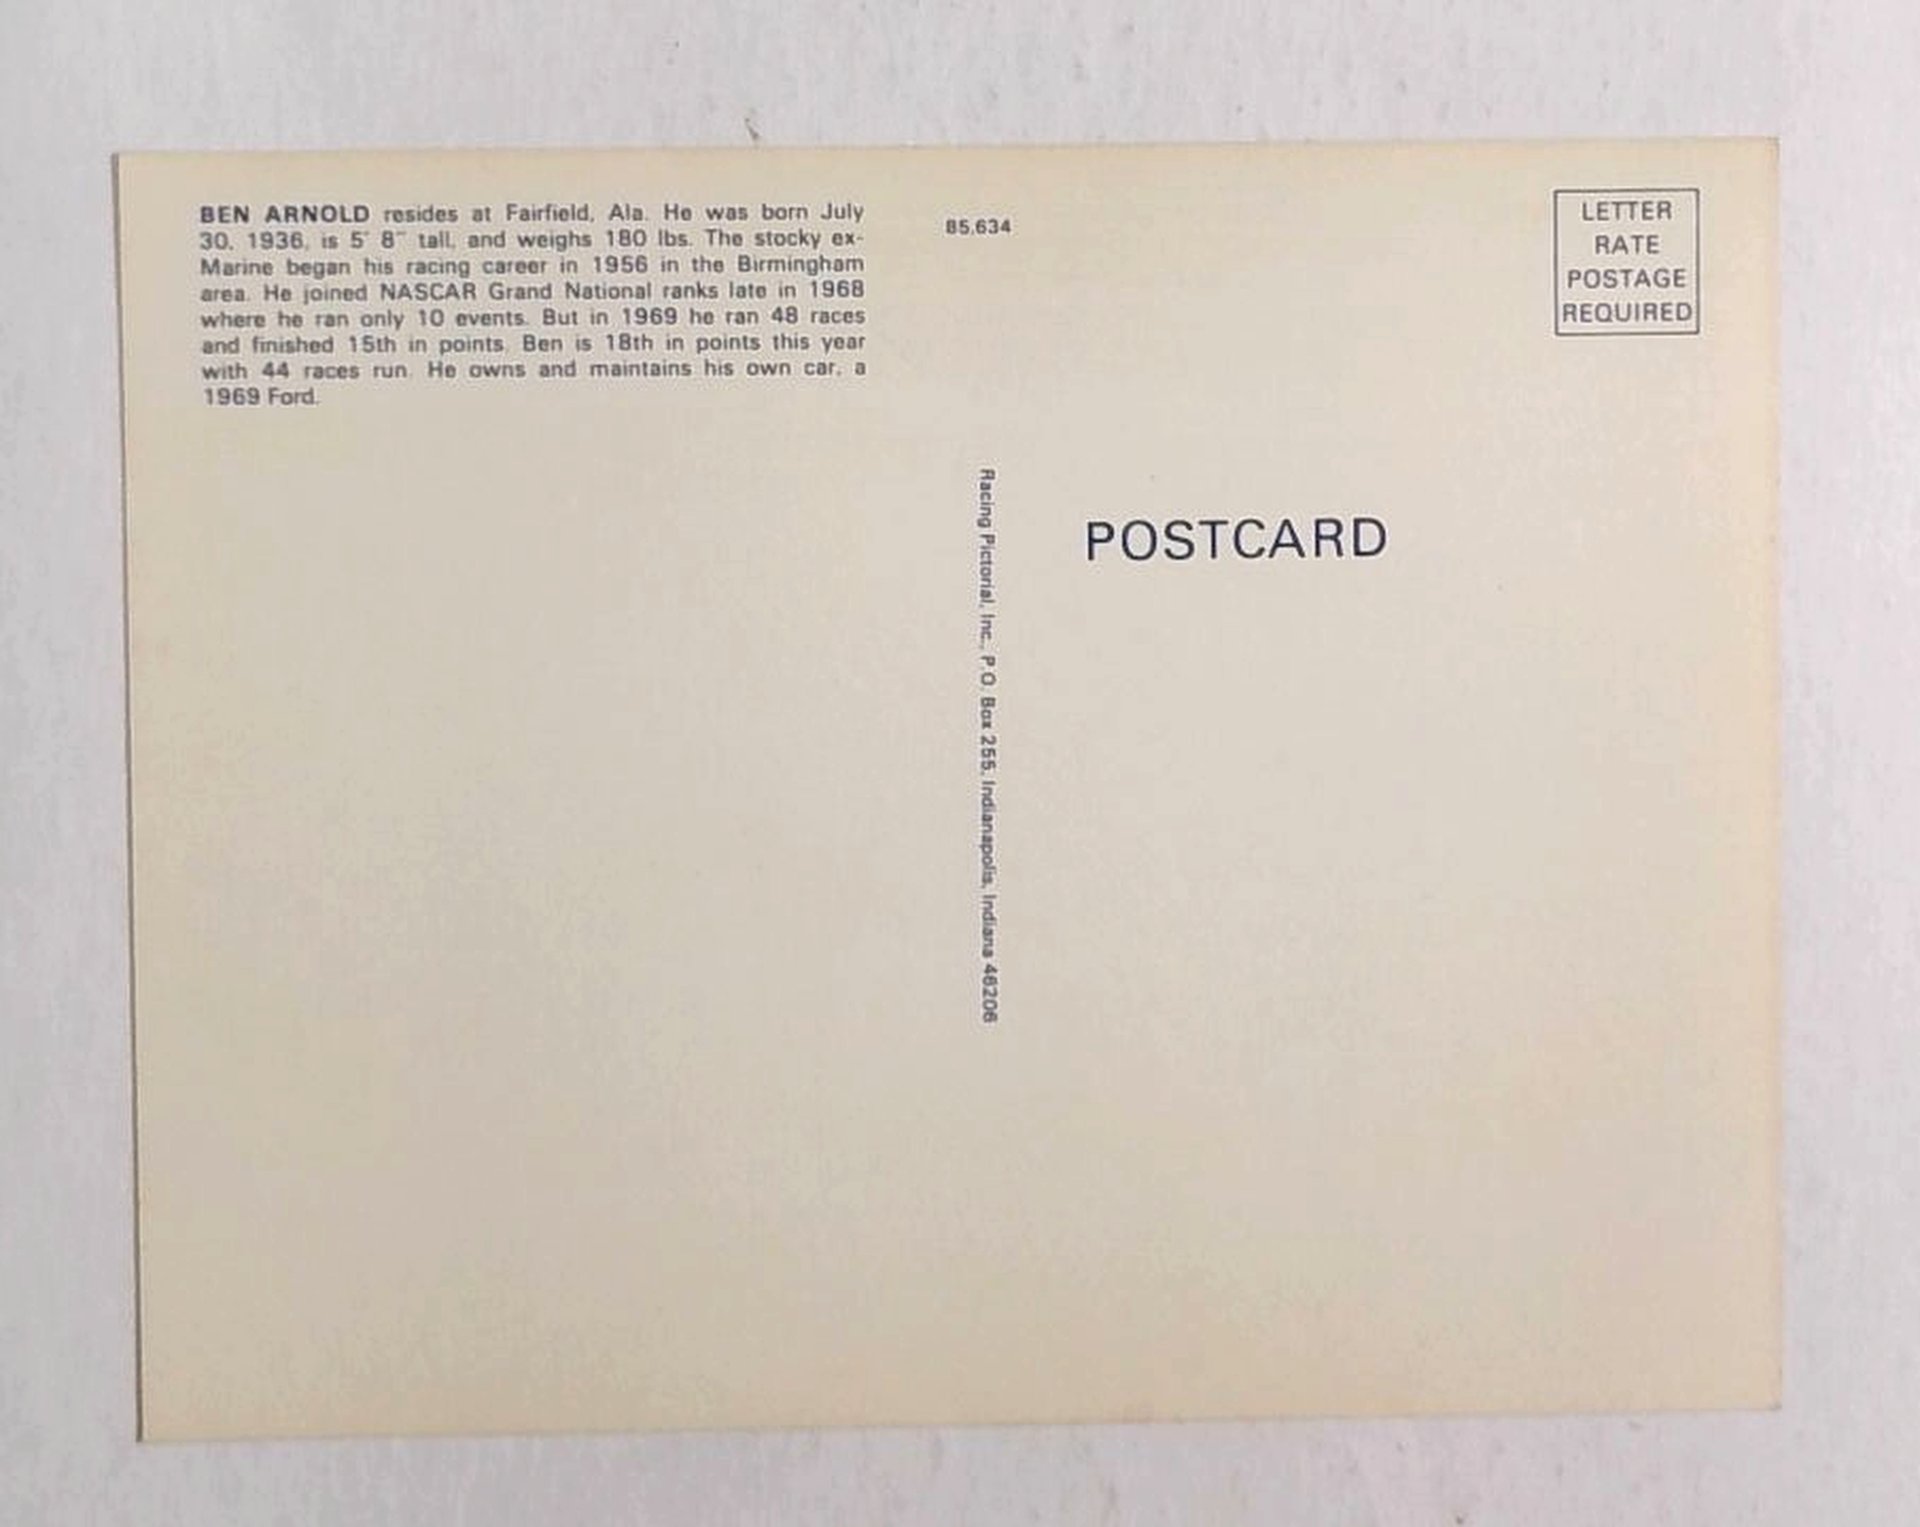 BEN ARNOLD resides at Fairfield, Ala. He was born July
30, 1936, is 5' 8" tall, and weighs 180 lbs. The stocky ex-
Marine began his racing career in 1956 in the Birmingham
area. He joined NASCAR Grand National ranks late in 1968
where he ran only 10 events. But in 1969 he ran 48 races
and finished 15th in points. Ben is 18th in points this year
with 44 races run. He owns and maintains his own car, a
1969 Ford.
85,634
LETTER
RATE
POSTAGE
REQUIRED
Racing Pictorial, Inc., P.O. Box 255, Indianapolis, Indiana 46206
POSTCARD